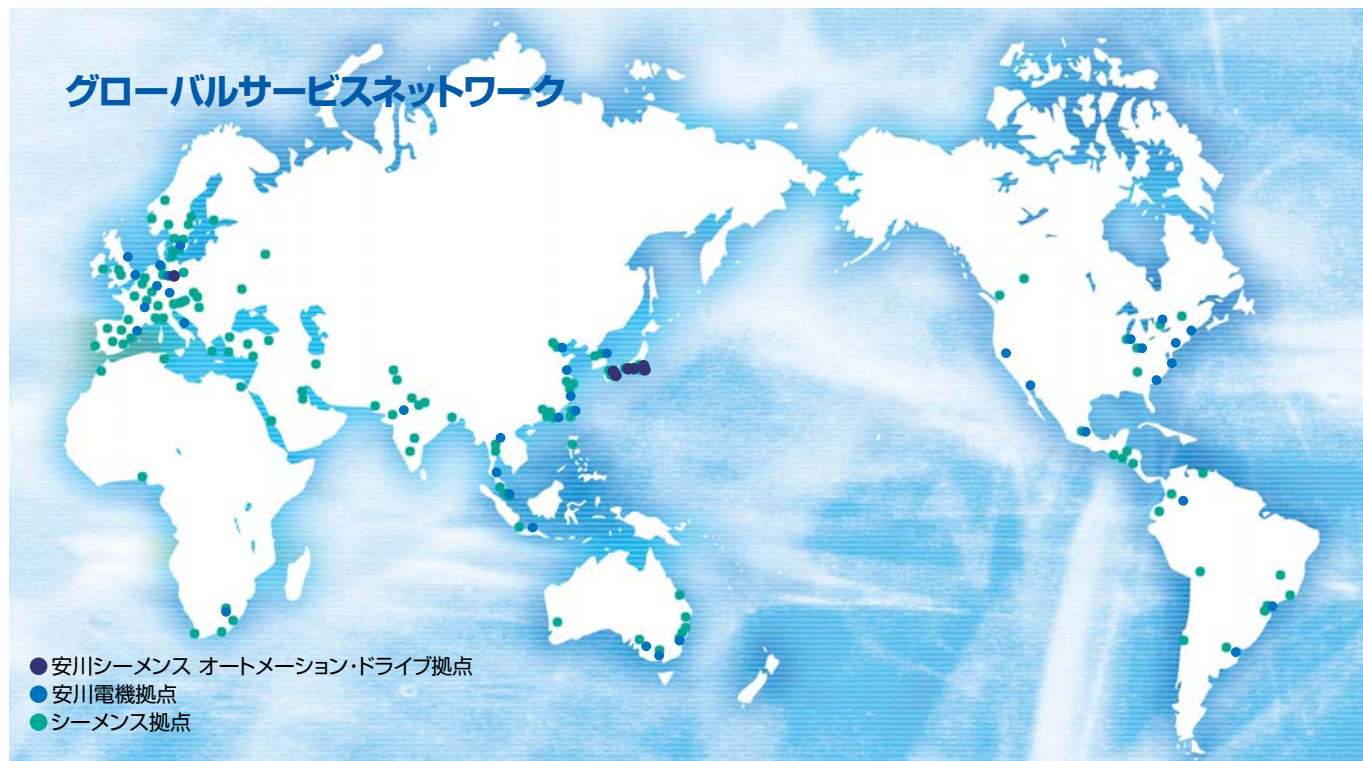 グローバルサービスネットワーク
安川シーメンス オートメーション・ドライブ拠点
安川電機拠点
シーメンス拠点